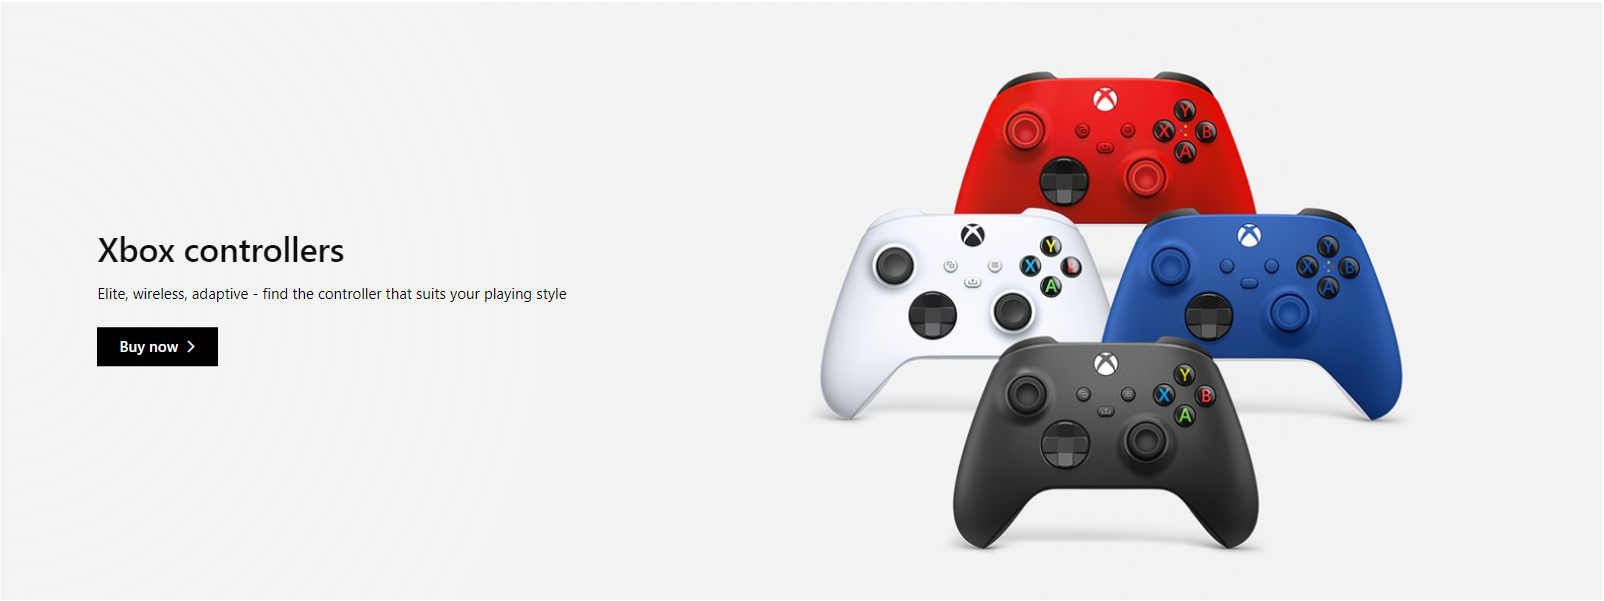 Xbox controllers
Elite, wireless, adaptive - find the controller that suits your playing style
Buy now
Y
X B
A
Y
X B
A
Y
X B
A
Y
X B
A